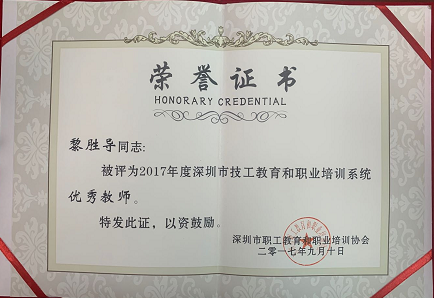 荣誉证书
HONORARY CREDENTIAL
黎胜导同志:
被评为2017年度深圳市技工教育和职业培训系统
优秀教师。
特发此证，以资鼓励。
深圳市职工教育和职业培训协会
二〇一七年九月十日